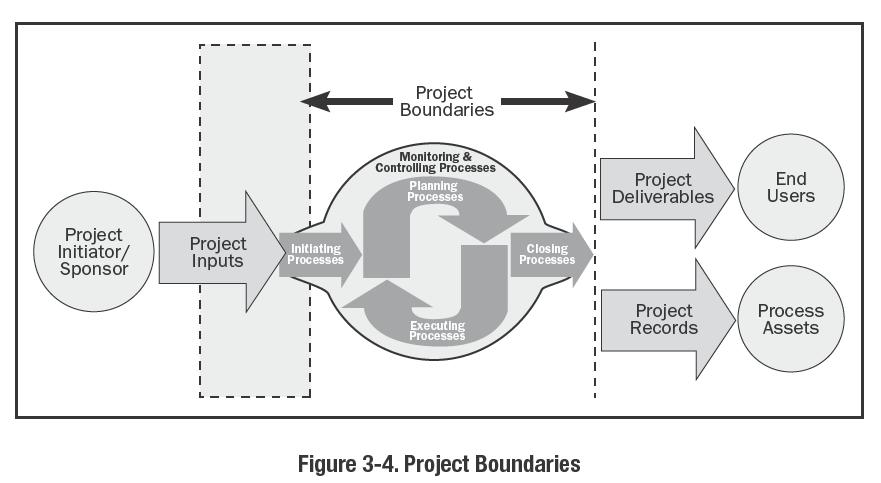 Project
Boundaries
Monitoring &
Controlling Processes
Planning
Processes
Project
Initiator/
Sponsor
Project
Inputs
Initiating
Processes
Closing
Processes
Executing
Processes
Project
Deliverables
End
Users
Project
Records
Process
Assets
Figure 3-4. Project Boundaries